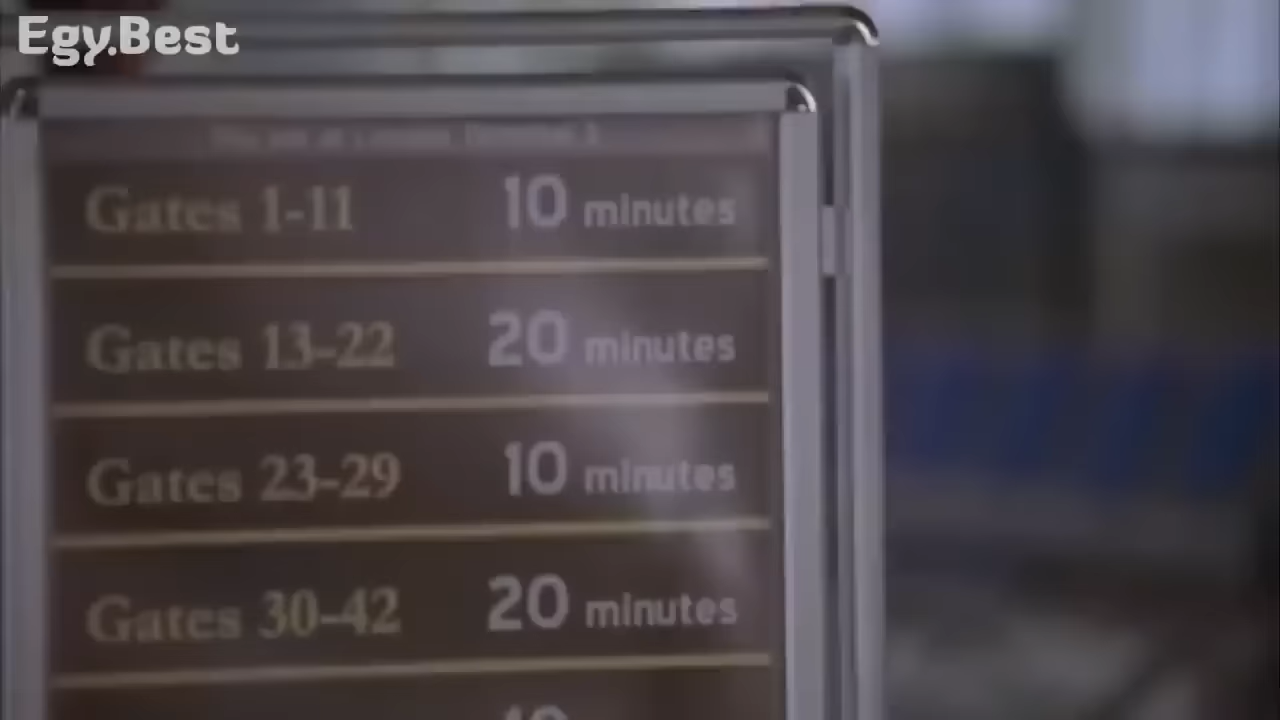 Egy.Best
Gates 1-11 10 minutes
Gates 13-22 20 minutes
Gates 23-29 10 minutes
Gates 30-42 20 minutes